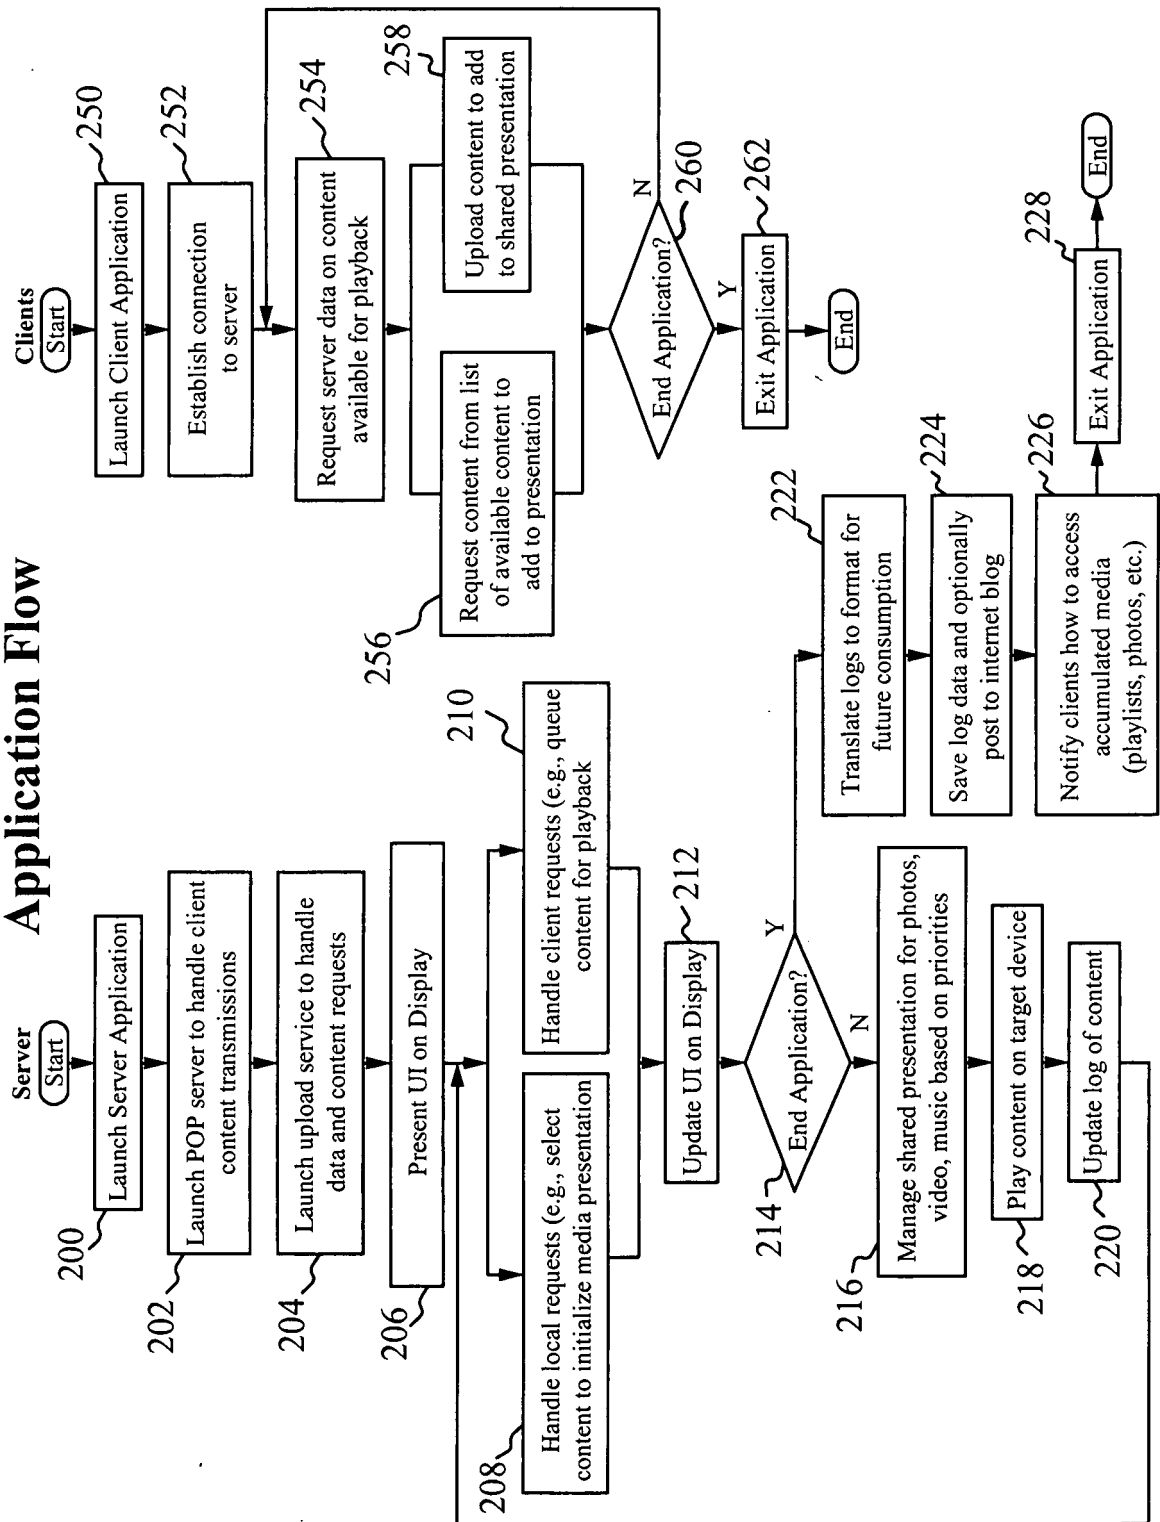 Application Flow
Server
Start
Launch Server Application
200
Launch POP server to handle client
content transmissions
202
Launch upload service to handle
data and content requests
204
Present UI on Display
206
Handle local requests (e.g., select
content to initialize media presentation
208
Handle client requests (e.g., queue
content for playback
210
Update UI on Display
212
End Application?
214
Y
N
Manage shared presentation for photos,
video, music based on priorities
216
Play content on target device
218
Update log of content
220
Translate logs to format for
future consumption
222
Save log data and optionally
post to internet blog
224
Notify clients how to access
accumulated media
(playlists, photos, etc.)
226
Exit Application
228
End
Clients
Start
Launch Client Application
250
Establish connection
to server
252
Request server data on content
available for playback
254
Request content from list
of available content to
add to presentation
256
Upload content to add
to shared presentation
258
End Application?
260
N
Y
Exit Application
262
End